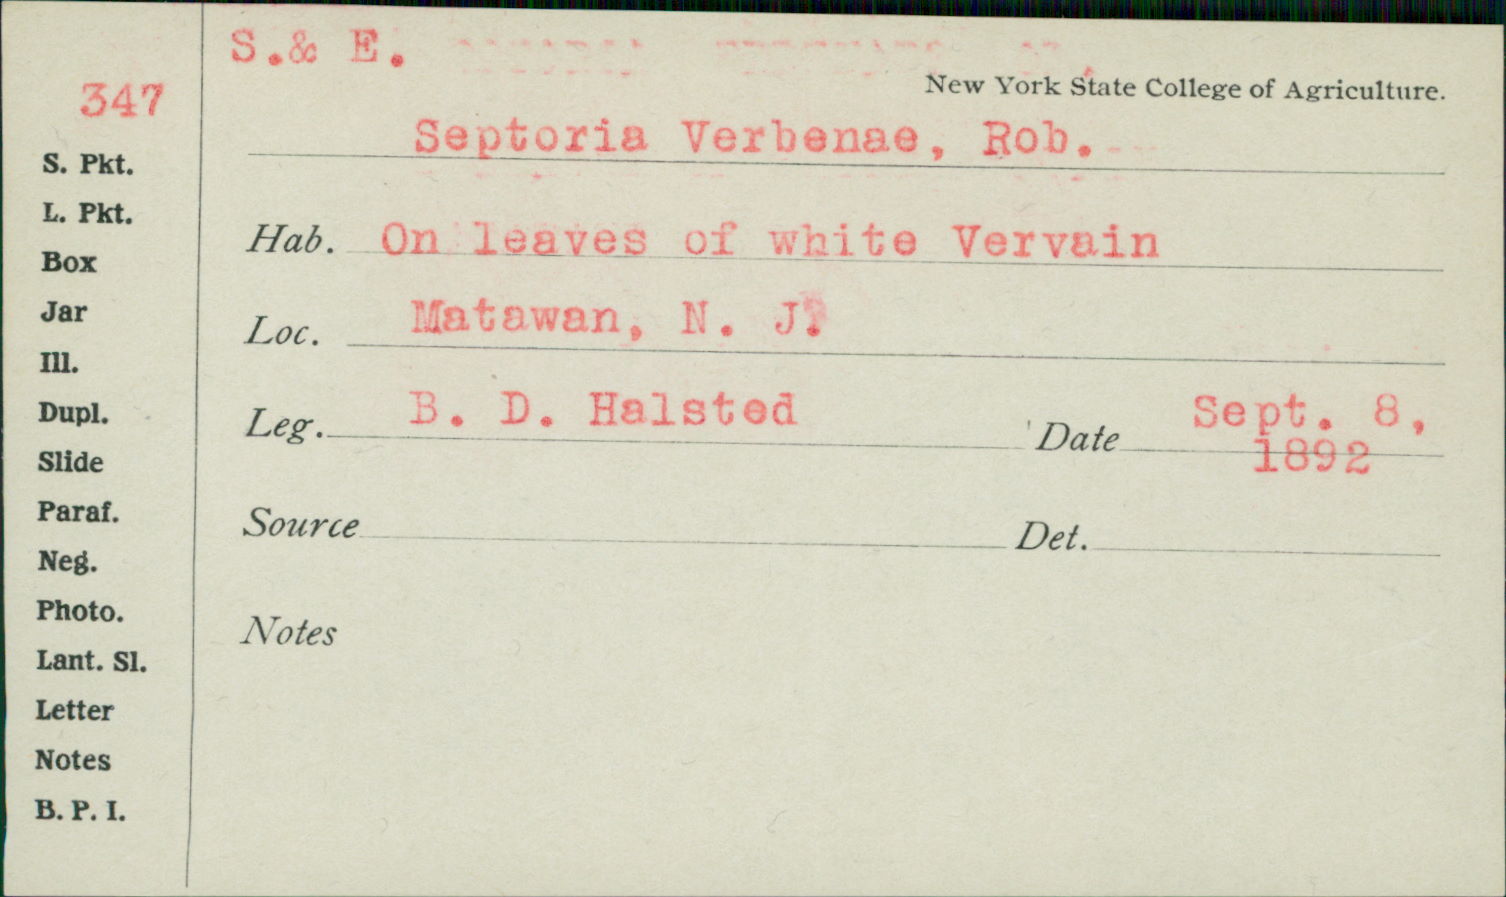 S.& E.
New York State College of Agriculture.
347
Septoria Verbenae, Rob.
S. Pkt.
L. Pkt.
Hab. On leaves of white Vervain
Box
Jar
Loc. Matawan, N. J.
Ill.
Dupl.
Leg. B. D. Halsted Date Sept. 8,
1892
Slide
Paraf.
Source Det.
Neg.
Photo.
Notes
Lant. Sl.
Letter
Notes
B. P. I.